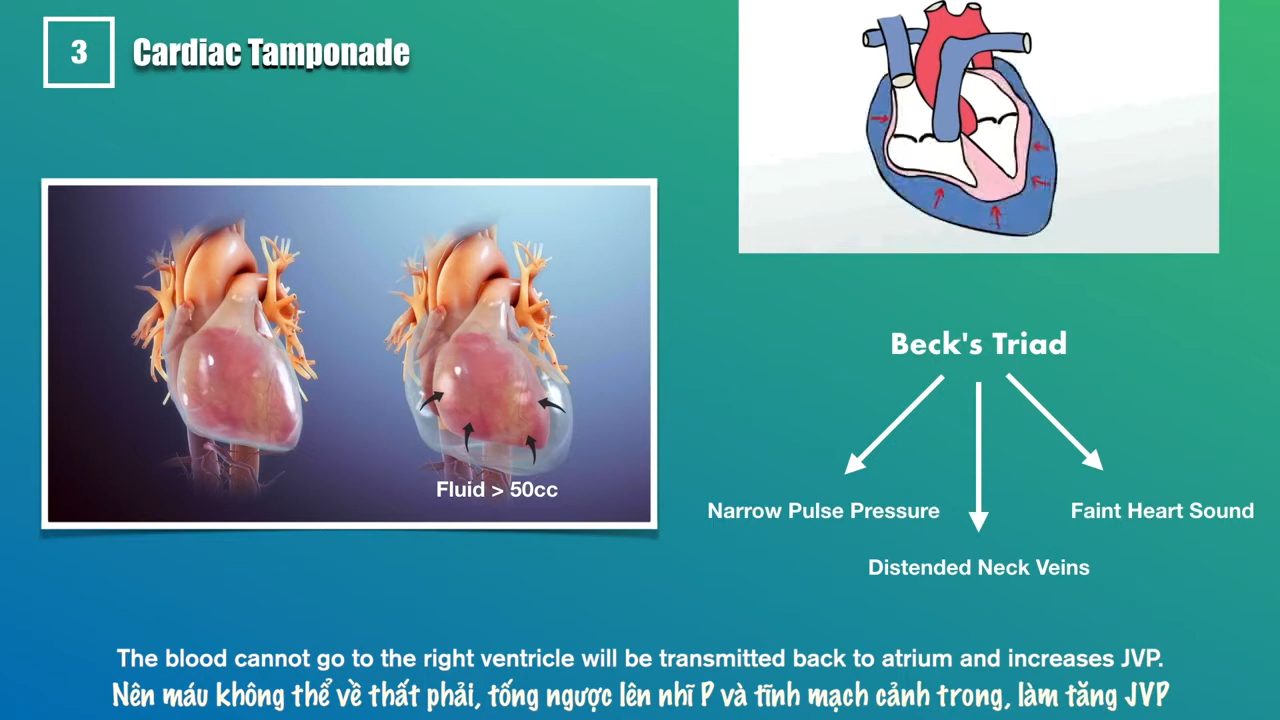 3
Cardiac Tamponade
Fluid > 50cc
Beck's Triad
Narrow Pulse Pressure
Faint Heart Sound
Distended Neck Veins
The blood cannot go to the right ventricle will be transmitted back to atrium and increases JVP.
Nên máu không thể về thất phải, tống ngược lên nhĩ P và tĩnh mạch cảnh trong, làm tăng JVP